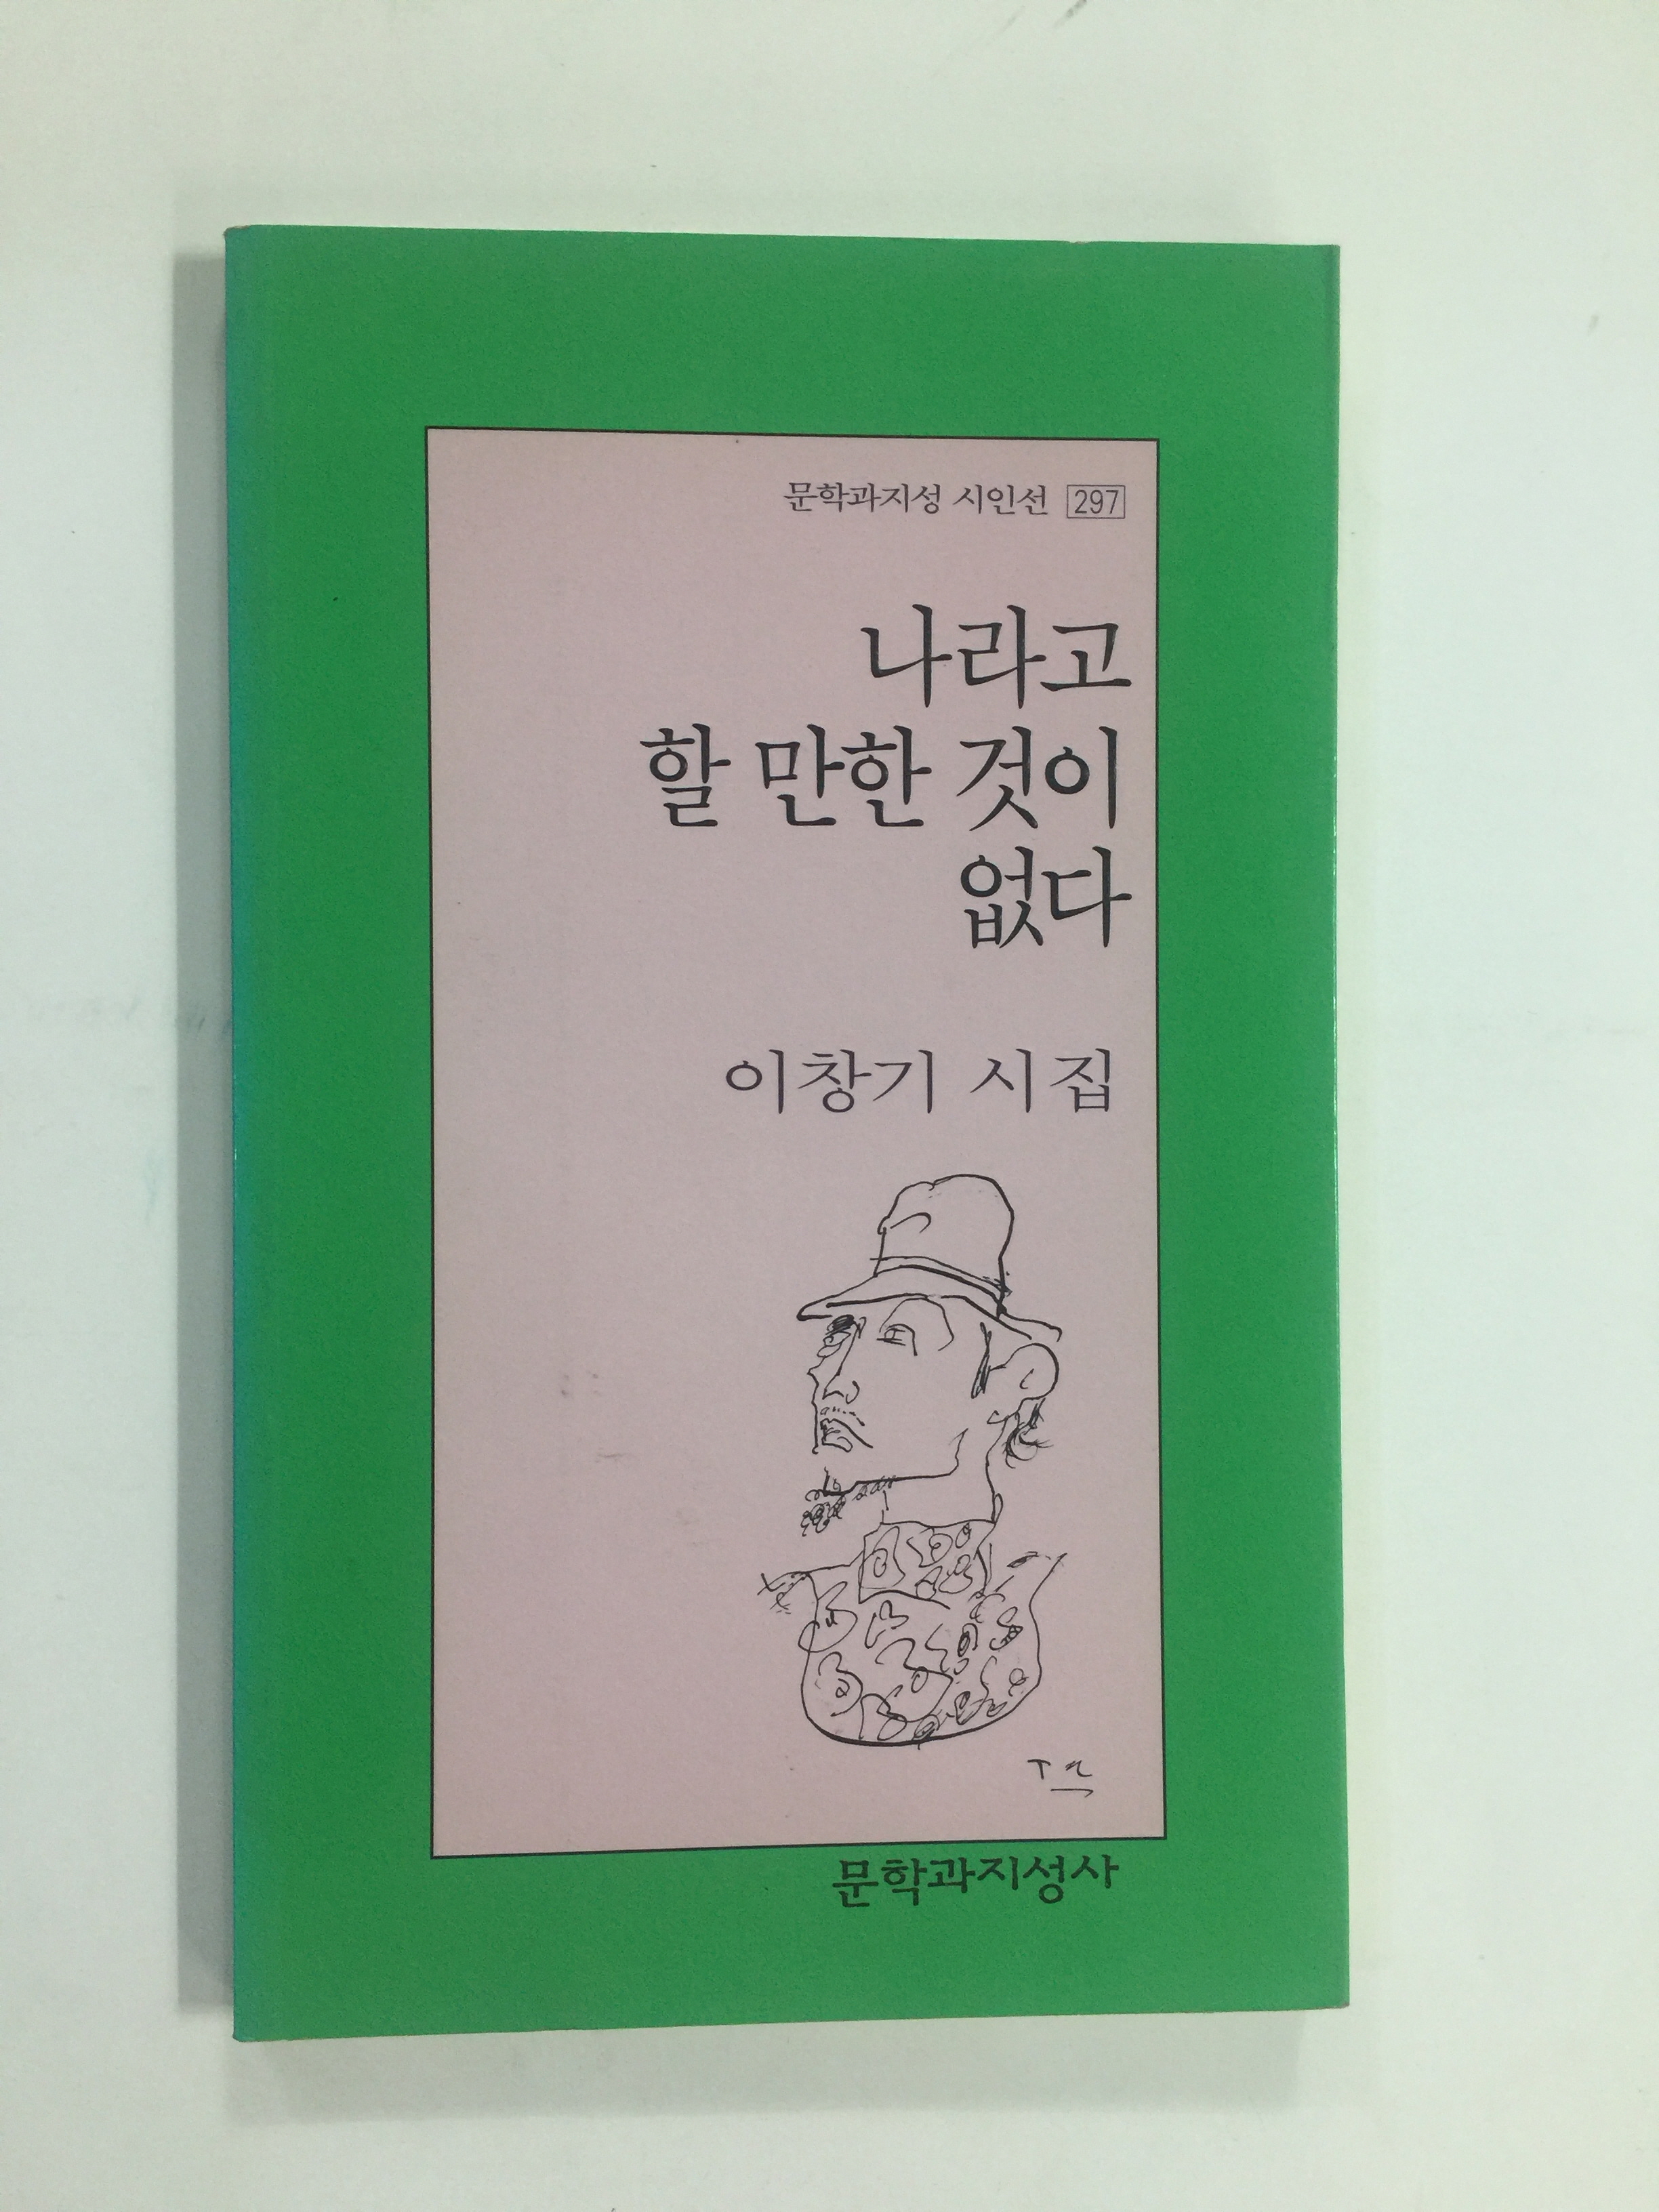 문학과지성 시인선 297
나라고
할 만한 것이
없다
이창기 시집
문학과지성사